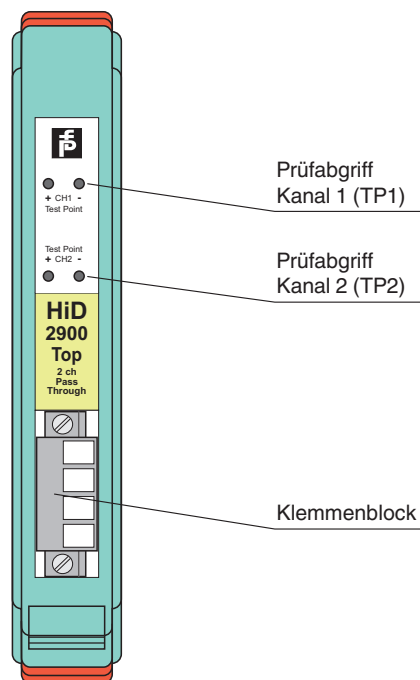 + CH1 -
Test Point
Test Point
+ CH2 -
HiD
2900
Top
2 ch
Pass
Through
Prüfabgriff
Kanal 1 (TP1)
Prüfabgriff
Kanal 2 (TP2)
Klemmenblock